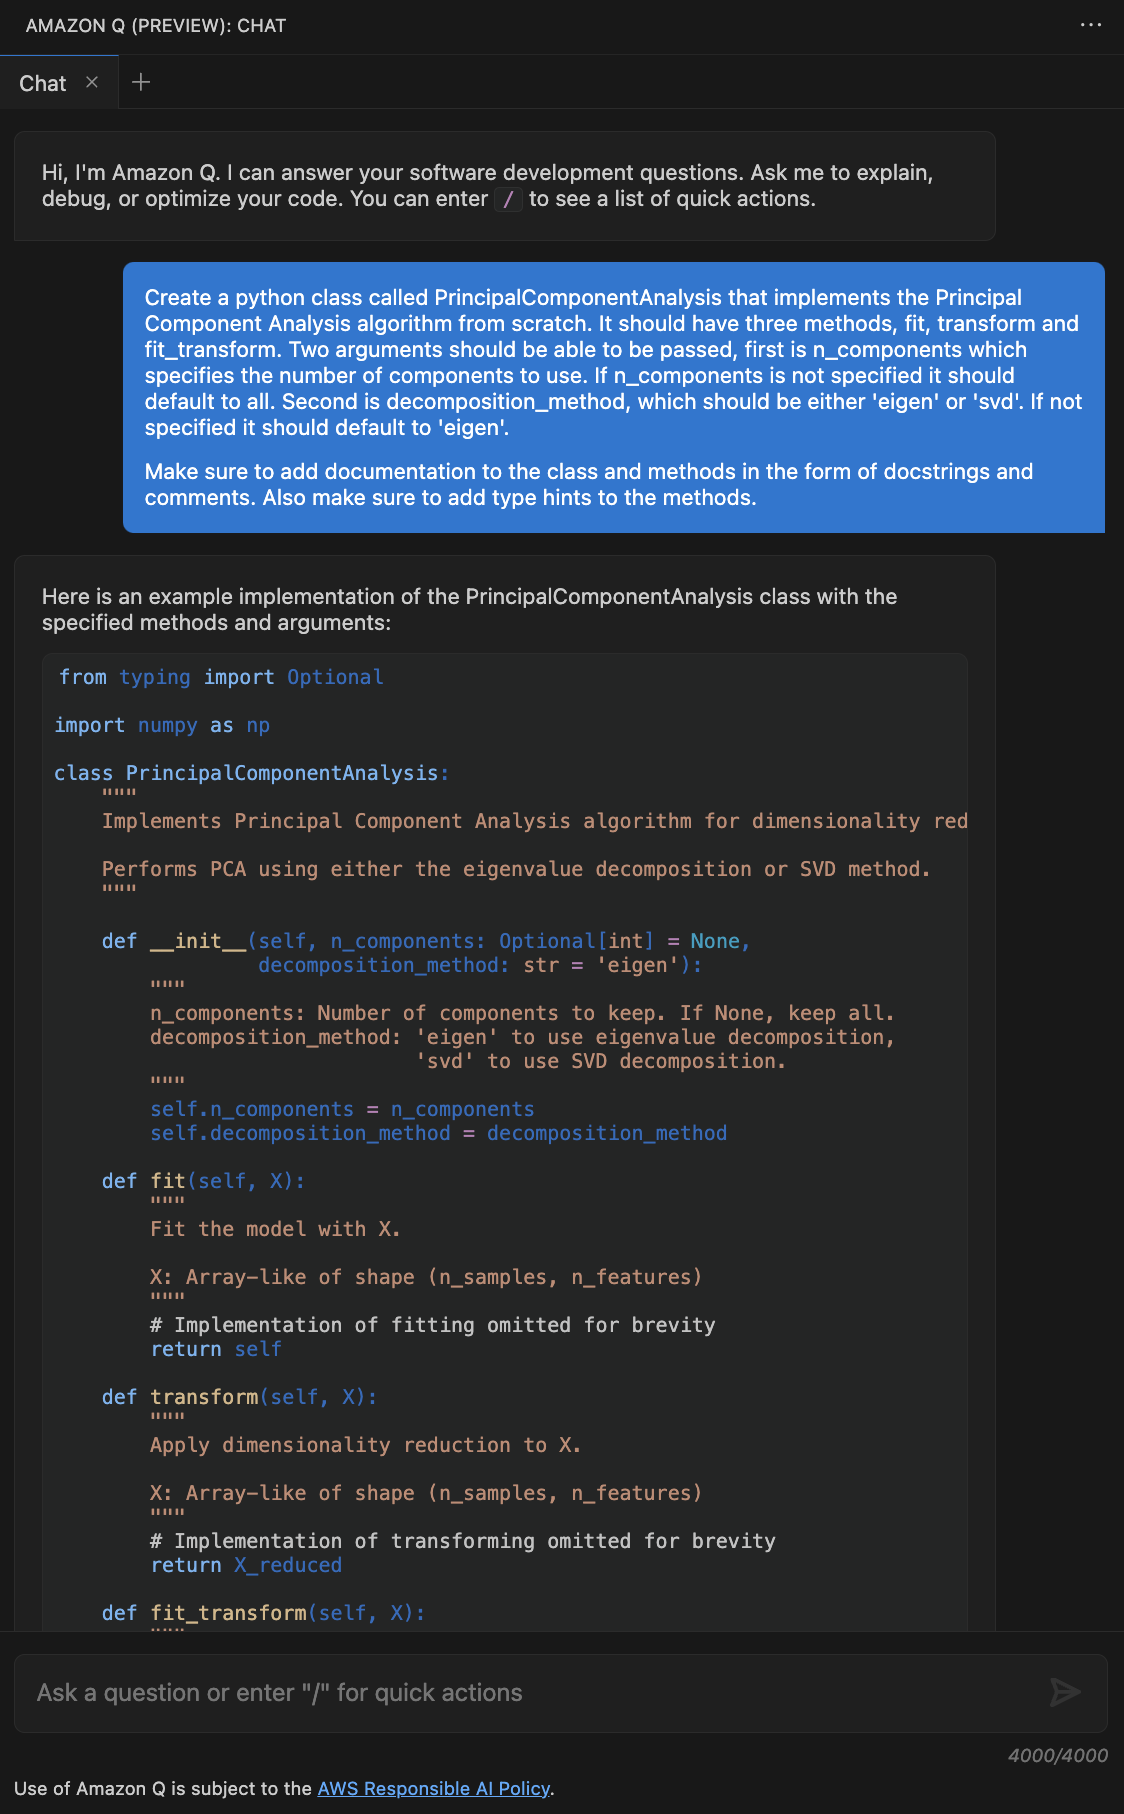 AMAZON Q (PREVIEW): CHAT
Chat
Hi, I'm Amazon Q. I can answer your software development questions. Ask me to explain,
debug, or optimize your code. You can enter / to see a list of quick actions.
Create a python class called PrincipalComponentAnalysis that implements the Principal
Component Analysis algorithm from scratch. It should have three methods, fit, transform and
fit_transform. Two arguments should be able to be passed, first is n_components which
specifies the number of components to use. If n_components is not specified it should
default to all. Second is decomposition_method, which should be either 'eigen' or 'svd'. If not
specified it should default to 'eigen'.
Make sure to add documentation to the class and methods in the form of docstrings and
comments. Also make sure to add type hints to the methods.
Here is an example implementation of the PrincipalComponentAnalysis class with the
specified methods and arguments:
from typing import Optional
import numpy as np
class PrincipalComponentAnalysis:
    """
    Implements Principal Component Analysis algorithm for dimensionality red
    Performs PCA using either the eigenvalue decomposition or SVD method.
    """
    def __init__(self, n_components: Optional[int] = None,
                 decomposition_method: str = 'eigen'):
        """
        n_components: Number of components to keep. If None, keep all.
        decomposition_method: 'eigen' to use eigenvalue decomposition,
                              'svd' to use SVD decomposition.
        """
        self.n_components = n_components
        self.decomposition_method = decomposition_method
    def fit(self, X):
        """
        Fit the model with X.
        X: Array-like of shape (n_samples, n_features)
        """
        # Implementation of fitting omitted for brevity
        return self
    def transform(self, X):
        """
        Apply dimensionality reduction to X.
        X: Array-like of shape (n_samples, n_features)
        """
        # Implementation of transforming omitted for brevity
        return X_reduced
    def fit_transform(self, X):
        """
Ask a question or enter "/" for quick actions
4000/4000
Use of Amazon Q is subject to the AWS Responsible AI Policy.